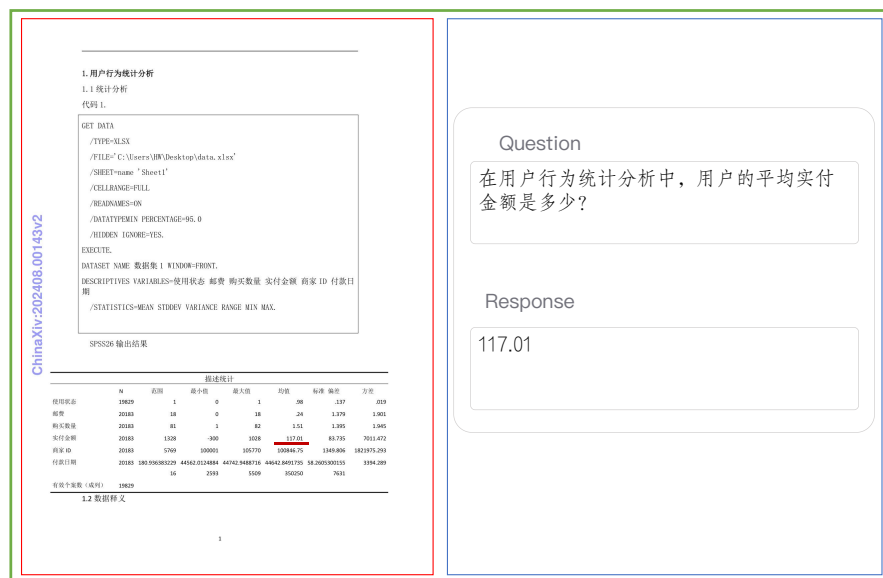 ChinaXiv:202408.00143v2
1. 用户行为统计分析
1.1 统计分析
代码 1.
GET DATA
/TYPE=XLSX
/FILE='C:\Users\HW\Desktop\data.xlsx'
/SHEET=name 'Sheet1'
/CELLRANGE=FULL
/READNAMES=ON
/DATATYPEMIN PERCENTAGE=95.0
/HIDDEN IGNORE=YES.
EXECUTE.
DATASET NAME 数据集 1 WINDOW=FRONT.
DESCRIPTIVES VARIABLES=使用状态 邮费 购买数量 实付金额 商家 ID 付款日
期
/STATISTICS=MEAN STDDEV VARIANCE RANGE MIN MAX.
SPSS26 输出结果
描述统计
N 范围 最小值 最大值 均值 标准 偏差 方差
使用状态 19829 1 0 1 .98 .137 .019
邮费 20183 18 0 18 .24 1.379 1.901
购买数量 20183 81 1 82 1.51 1.395 1.945
实付金额 20183 1328 -300 1028 117.01 83.735 7011.472
商家 ID 20183 5769 100001 105770 100846.75 1349.806 1821975.293
付款日期 20183 180.936383229 44562.0124884 44742.9488716 44642.8491735 58.2605300155 3394.289
16 2593 5509 350250 7631
有效个案数（成列） 19829
1.2 数据释义
1
Question
在用户行为统计分析中，用户的平均实付
金额是多少？
Response
117.01